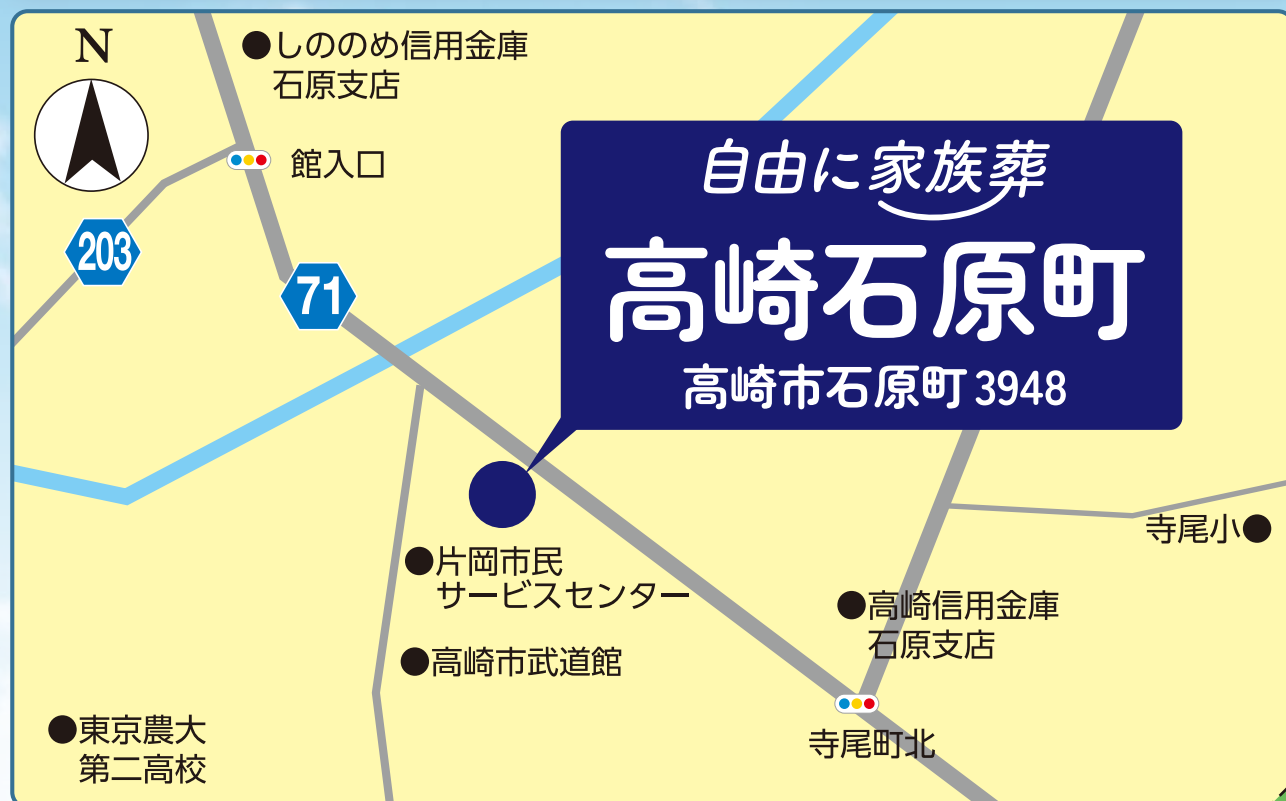 N
しののめ信用金庫
石原支店
館入口
203
71
自由に家族葬
高崎石原町
高崎市石原町3948
寺尾小
片岡市民
サービスセンター
高崎信用金庫
石原支店
高崎市武道館
東京農大
第二高校
寺尾町北